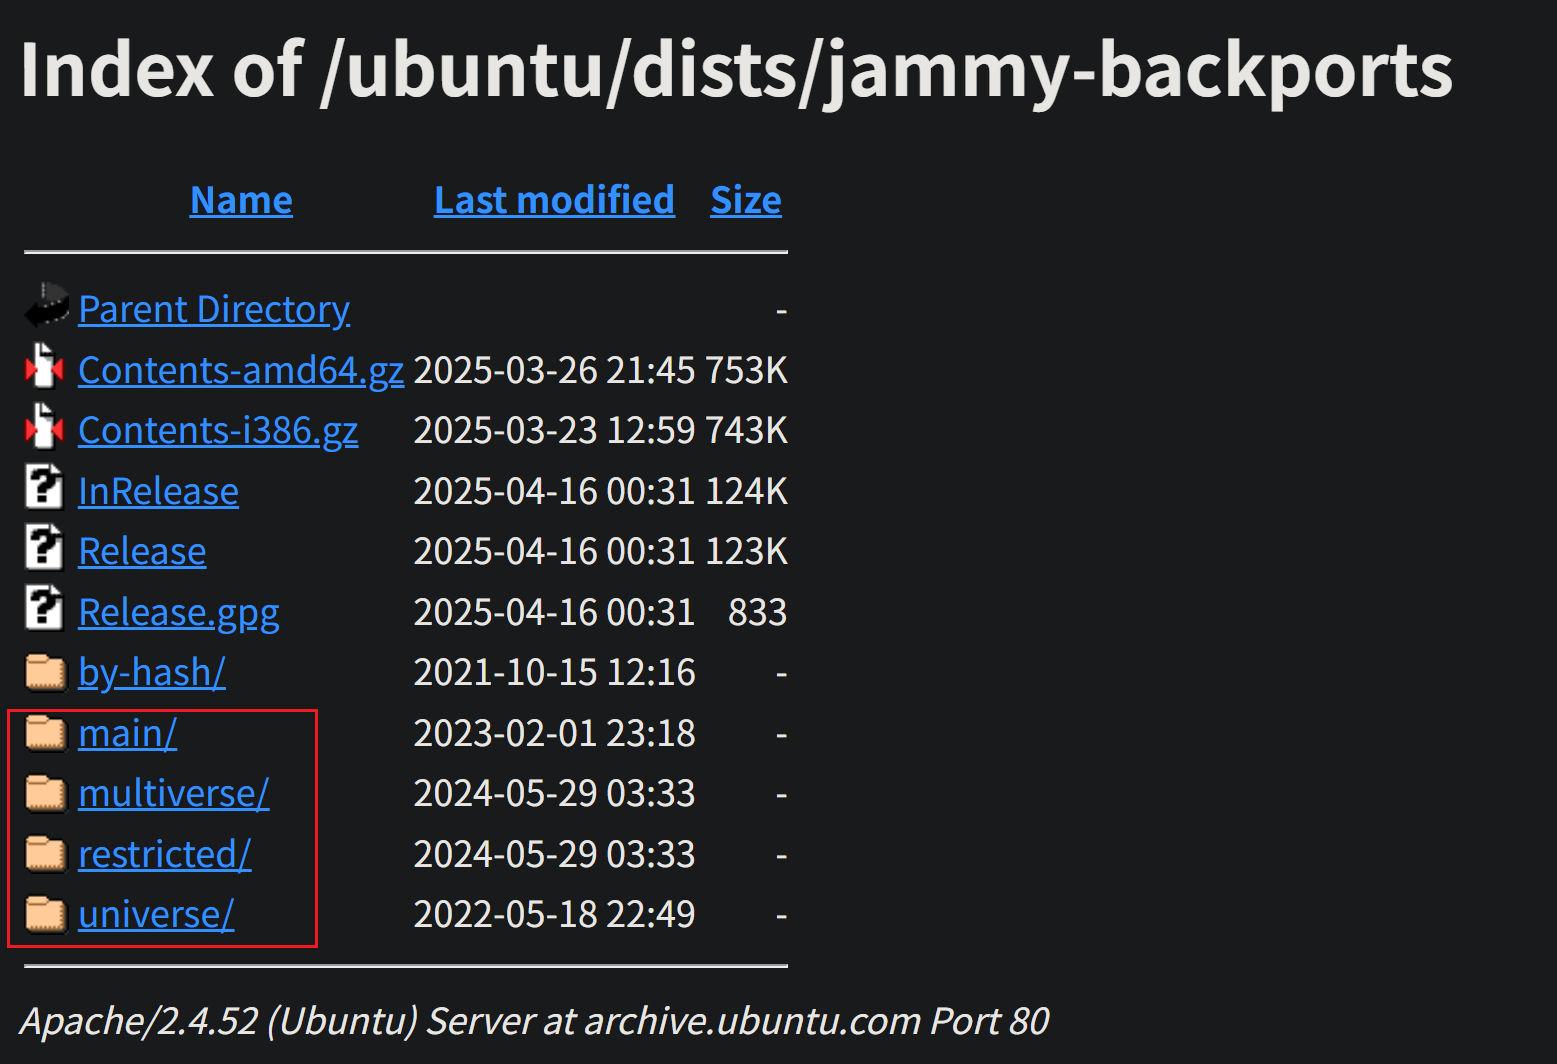 Index of /ubuntu/dists/jammy-backports
Name Last modified Size
Parent Directory -
Contents-amd64.gz 2025-03-26 21:45 753K
Contents-i386.gz 2025-03-23 12:59 743K
InRelease 2025-04-16 00:31 124K
Release 2025-04-16 00:31 123K
Release.gpg 2025-04-16 00:31 833
by-hash/ 2021-10-15 12:16 -
main/ 2023-02-01 23:18 -
multiverse/ 2024-05-29 03:33 -
restricted/ 2024-05-29 03:33 -
universe/ 2022-05-18 22:49 -
Apache/2.4.52 (Ubuntu) Server at archive.ubuntu.com Port 80